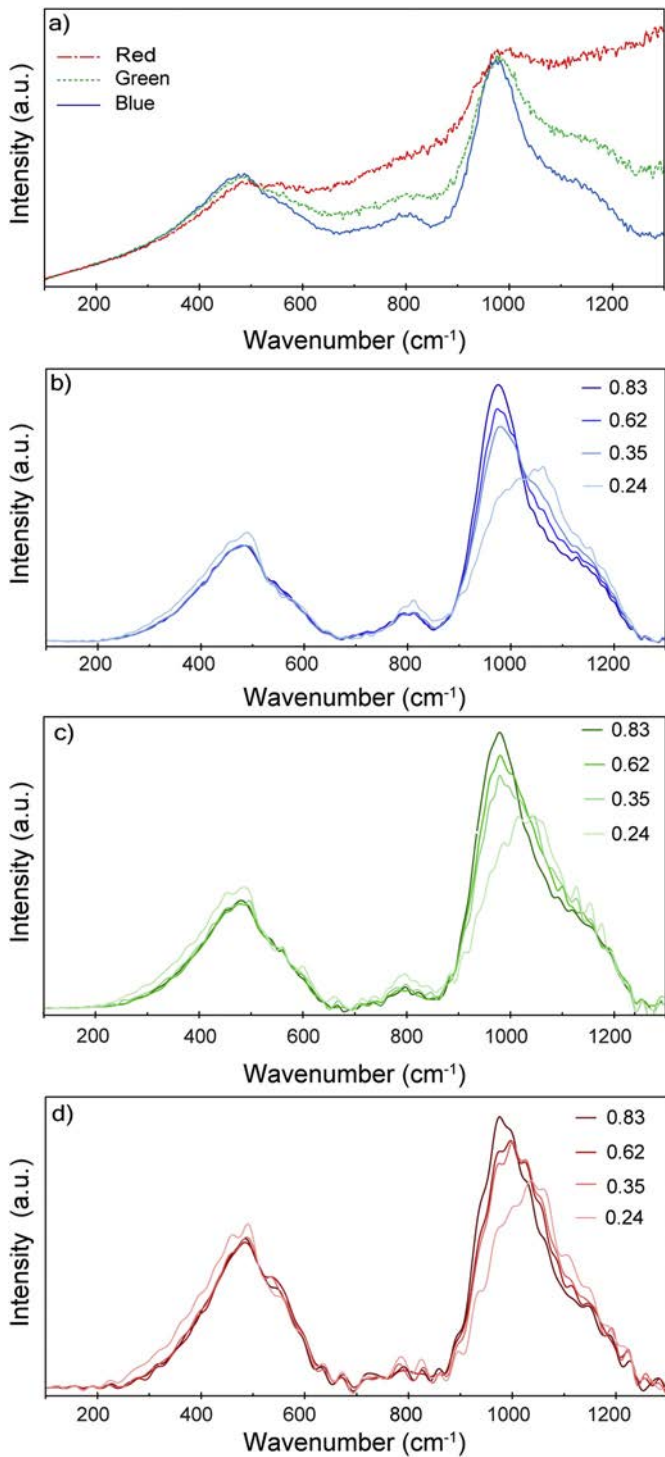 a)
Red
Green
Blue
Intensity (a.u.)
200 400 600 800 1000 1200
Wavenumber (cm-1)
b)
0.83
0.62
0.35
0.24
Intensity (a.u.)
200 400 600 800 1000 1200
Wavenumber (cm-1)
c)
0.83
0.62
0.35
0.24
Intensity (a.u.)
200 400 600 800 1000 1200
Wavenumber (cm-1)
d)
0.83
0.62
0.35
0.24
Intensity (a.u.)
200 400 600 800 1000 1200
Wavenumber (cm-1)